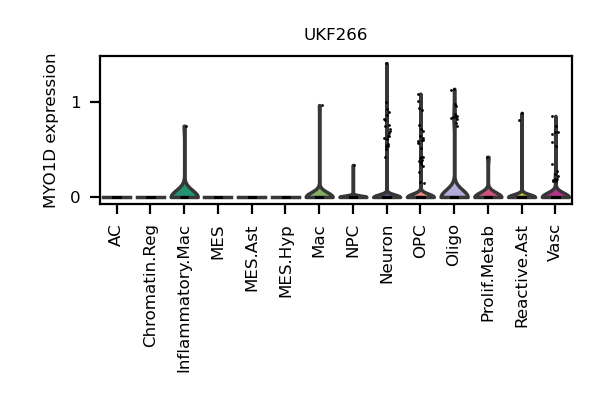 UKF266
MYO1D expression
1
0
AC
Chromatin.Reg
Inflammatory.Mac
MES
MES.Ast
MES.Hyp
Mac
NPC
Neuron
OPC
Oligo
Prolif.Metab
Reactive.Ast
Vasc